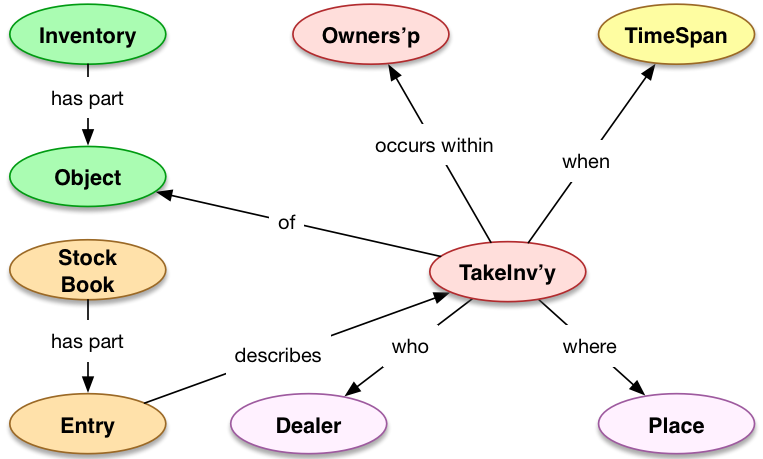 Inventory
Owners’p
TimeSpan
has part
occurs within
when
Object
of
Stock
Book
TakeInv’y
has part
describes
who
where
Entry
Dealer
Place